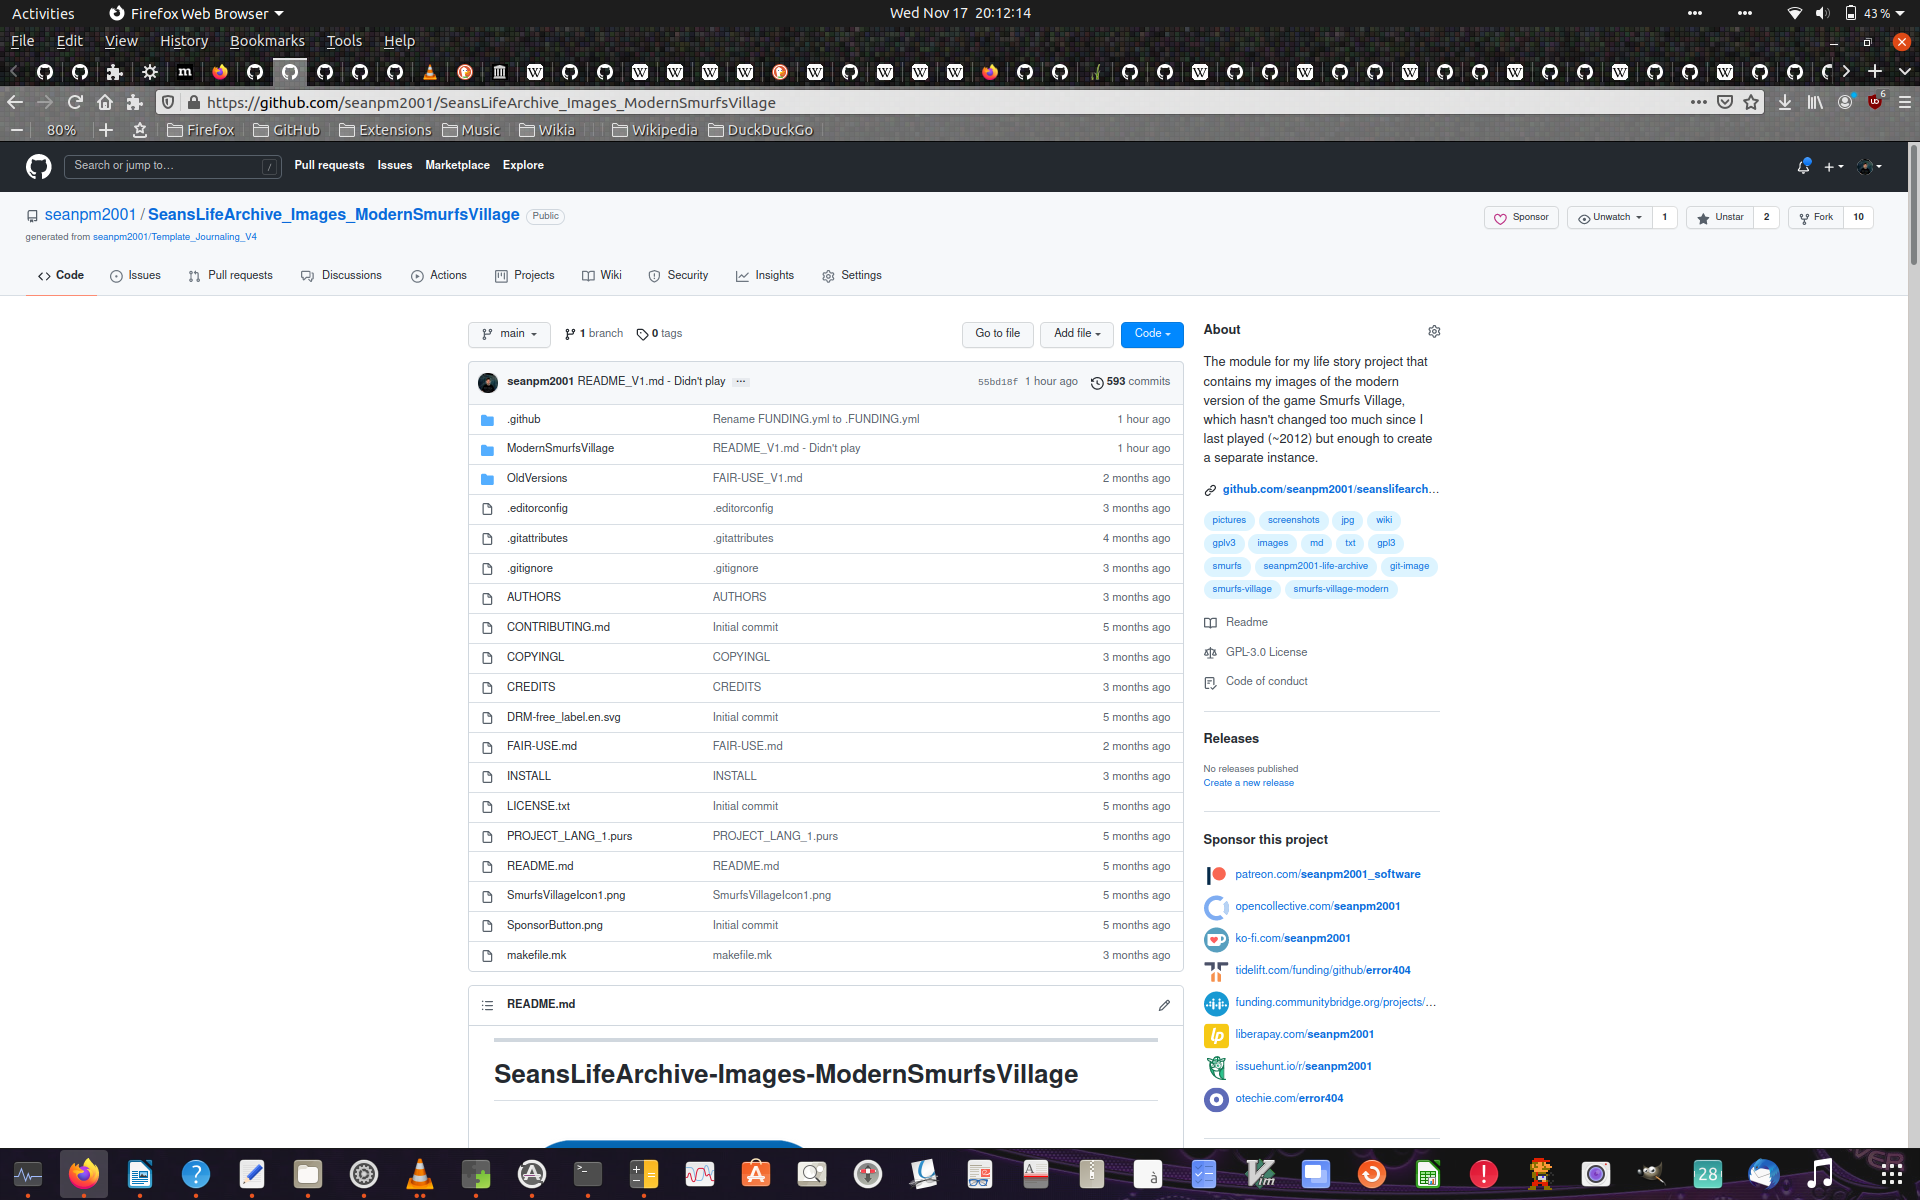 Activities Firefox Web Browser Wed Nov 17 20:12:14 43 %
File Edit View History Bookmarks Tools Help
https://github.com/seanpm2001/SeansLifeArchive_Images_ModernSmurfsVillage 6
80% Firefox GitHub Extensions Music Wikia Wikipedia DuckDuckGo
Search or jump to… / Pull requests Issues Marketplace Explore
seanpm2001 / SeansLifeArchive_Images_ModernSmurfsVillage Public Sponsor Unwatch 1 Unstar 2 Fork 10
generated from seanpm2001/Template_Journaling_V4
Code Issues Pull requests Discussions Actions Projects Wiki Security Insights Settings
main 1 branch 0 tags Go to file Add file Code
seanpm2001 README_V1.md - Didn't play ... 55bd18f 1 hour ago 593 commits
.github Rename FUNDING.yml to .FUNDING.yml 1 hour ago
ModernSmurfsVillage README_V1.md - Didn't play 1 hour ago
OldVersions FAIR-USE_V1.md 2 months ago
.editorconfig .editorconfig 3 months ago
.gitattributes .gitattributes 4 months ago
.gitignore .gitignore 3 months ago
AUTHORS AUTHORS 3 months ago
CONTRIBUTING.md Initial commit 5 months ago
COPYINGL COPYINGL 3 months ago
CREDITS CREDITS 3 months ago
DRM-free_label.en.svg Initial commit 5 months ago
FAIR-USE.md FAIR-USE.md 2 months ago
INSTALL INSTALL 3 months ago
LICENSE.txt Initial commit 5 months ago
PROJECT_LANG_1.purs PROJECT_LANG_1.purs 5 months ago
README.md README.md 5 months ago
SmurfsVillageIcon1.png SmurfsVillageIcon1.png 5 months ago
SponsorButton.png Initial commit 5 months ago
makefile.mk makefile.mk 3 months ago
README.md
SeansLifeArchive-Images-ModernSmurfsVillage
About
The module for my life story project that
contains my images of the modern
version of the game Smurfs Village,
which hasn't changed too much since I
last played (~2012) but enough to create
a separate instance.
github.com/seanpm2001/seanslifearch…
pictures screenshots jpg wiki
gplv3 images md txt gpl3
smurfs seanpm2001-life-archive git-image
smurfs-village smurfs-village-modern
Readme
GPL-3.0 License
Code of conduct
Releases
No releases published
Create a new release
Sponsor this project
patreon.com/seanpm2001_software
opencollective.com/seanpm2001
ko-fi.com/seanpm2001
tidelift.com/funding/github/error404
funding.communitybridge.org/projects/…
lp liberapay.com/seanpm2001
issuehunt.io/r/seanpm2001
otechie.com/error404
28